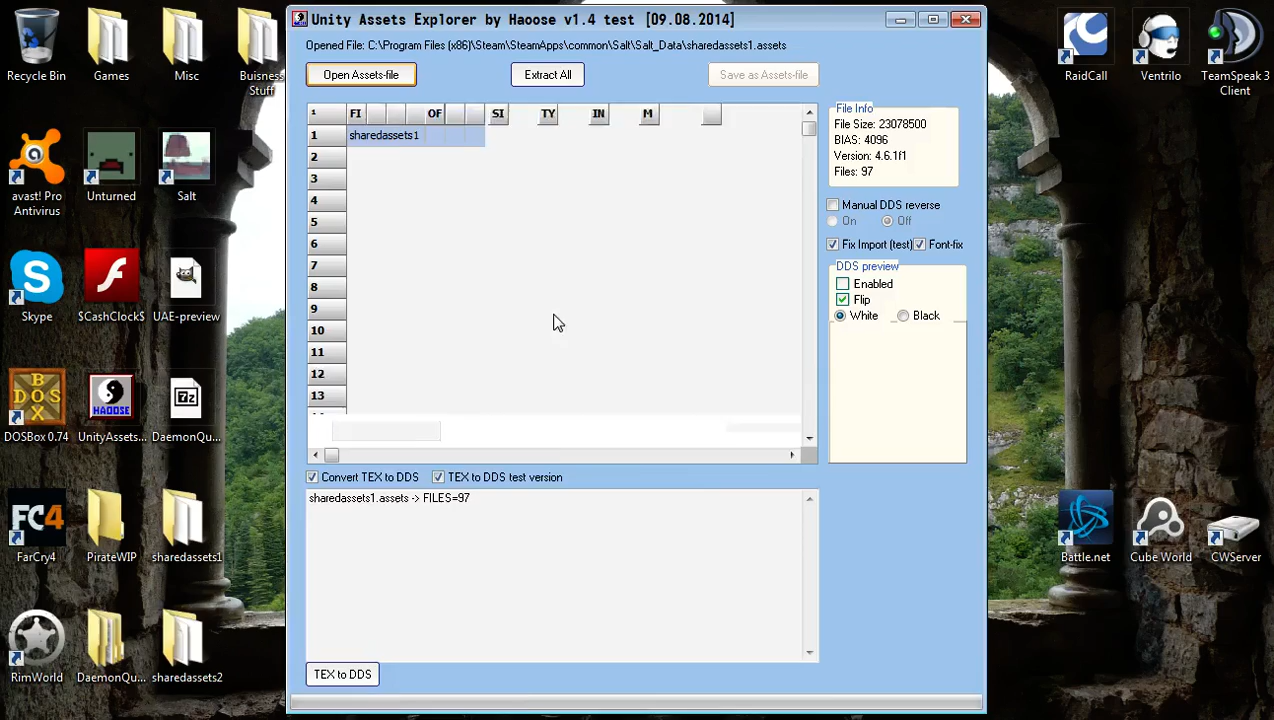 Unity Assets Explorer by Haoose v1.4 test [09.08.2014]
Opened File: C:\Program Files (x86)\Steam\SteamApps\common\Salt\Salt_Data\sharedassets1.assets
Open Assets-file
Extract All
Save as Assets-file
1 FI OF SI TY IN M
1 sharedassets1
2
3
4
5
6
7
8
9
10
11
12
13
File Info
File Size: 23078500
BIAS: 4096
Version: 4.6.1f1
Files: 97
Manual DDS reverse
On Off
Fix Import (test) Font-fix
DDS preview
Enabled
Flip
White Black
Convert TEX to DDS TEX to DDS test version
sharedassets1.assets -> FILES=97
TEX to DDS
Recycle Bin
Games
Misc
Buisness
Stuff
avast! Pro
Antivirus
Unturned
Salt
Skype
$CashClock$
UAE-preview
DOS
BOX
DOSBox 0.74
HAOOSE
UnityAssets...
7z
DaemonQu...
FC4
FarCry4
PirateWIP
sharedassets1
RimWorld
DaemonQu...
sharedassets2
RaidCall
Ventrilo
TeamSpeak 3
Client
Battle.net
Cube World
CWServer